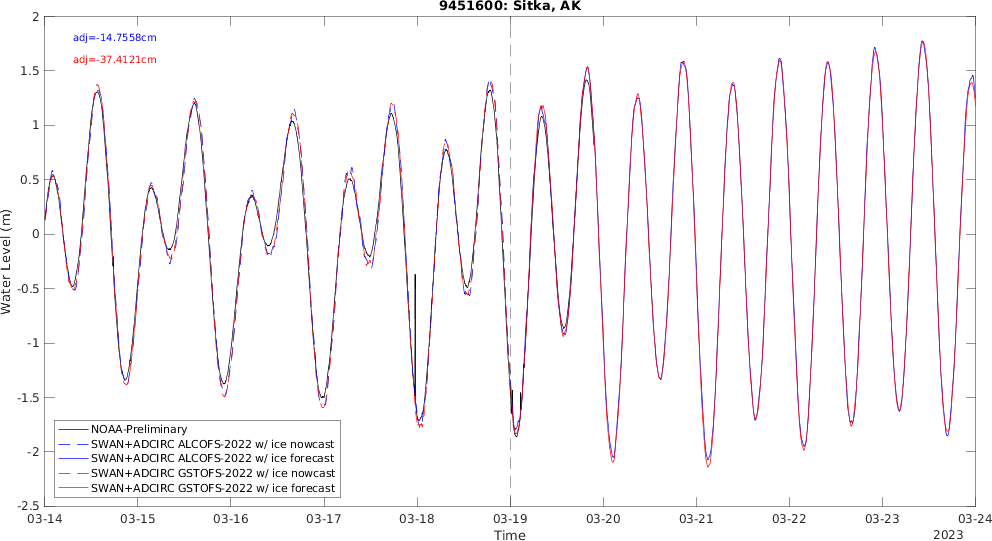 9451600: Sitka, AK
adj=-14.7558cm
adj=-37.4121cm
Water Level (m)
2
1.5
1
0.5
0
-0.5
-1
-1.5
-2
-2.5
NOAA-Preliminary
SWAN+ADCIRC ALCOFS-2022 w/ ice nowcast
SWAN+ADCIRC ALCOFS-2022 w/ ice forecast
SWAN+ADCIRC GSTOFS-2022 w/ ice nowcast
SWAN+ADCIRC GSTOFS-2022 w/ ice forecast
03-14 03-15 03-16 03-17 03-18 03-19 03-20 03-21 03-22 03-23 03-24
Time
2023